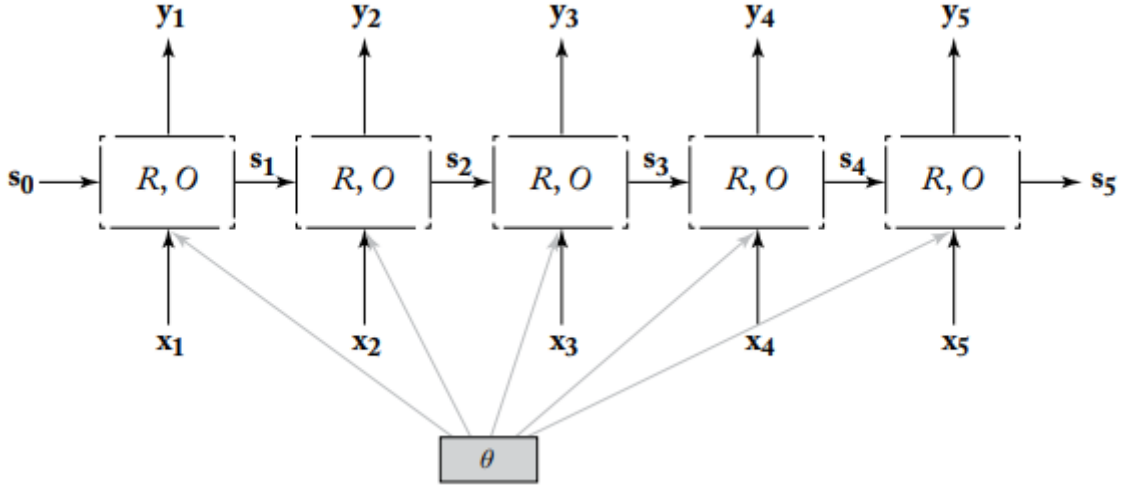 y1 y2 y3 y4 y5
s0 R, O s1 R, O s2 R, O s3 R, O s4 R, O s5
x1 x2 x3 x4 x5
θ